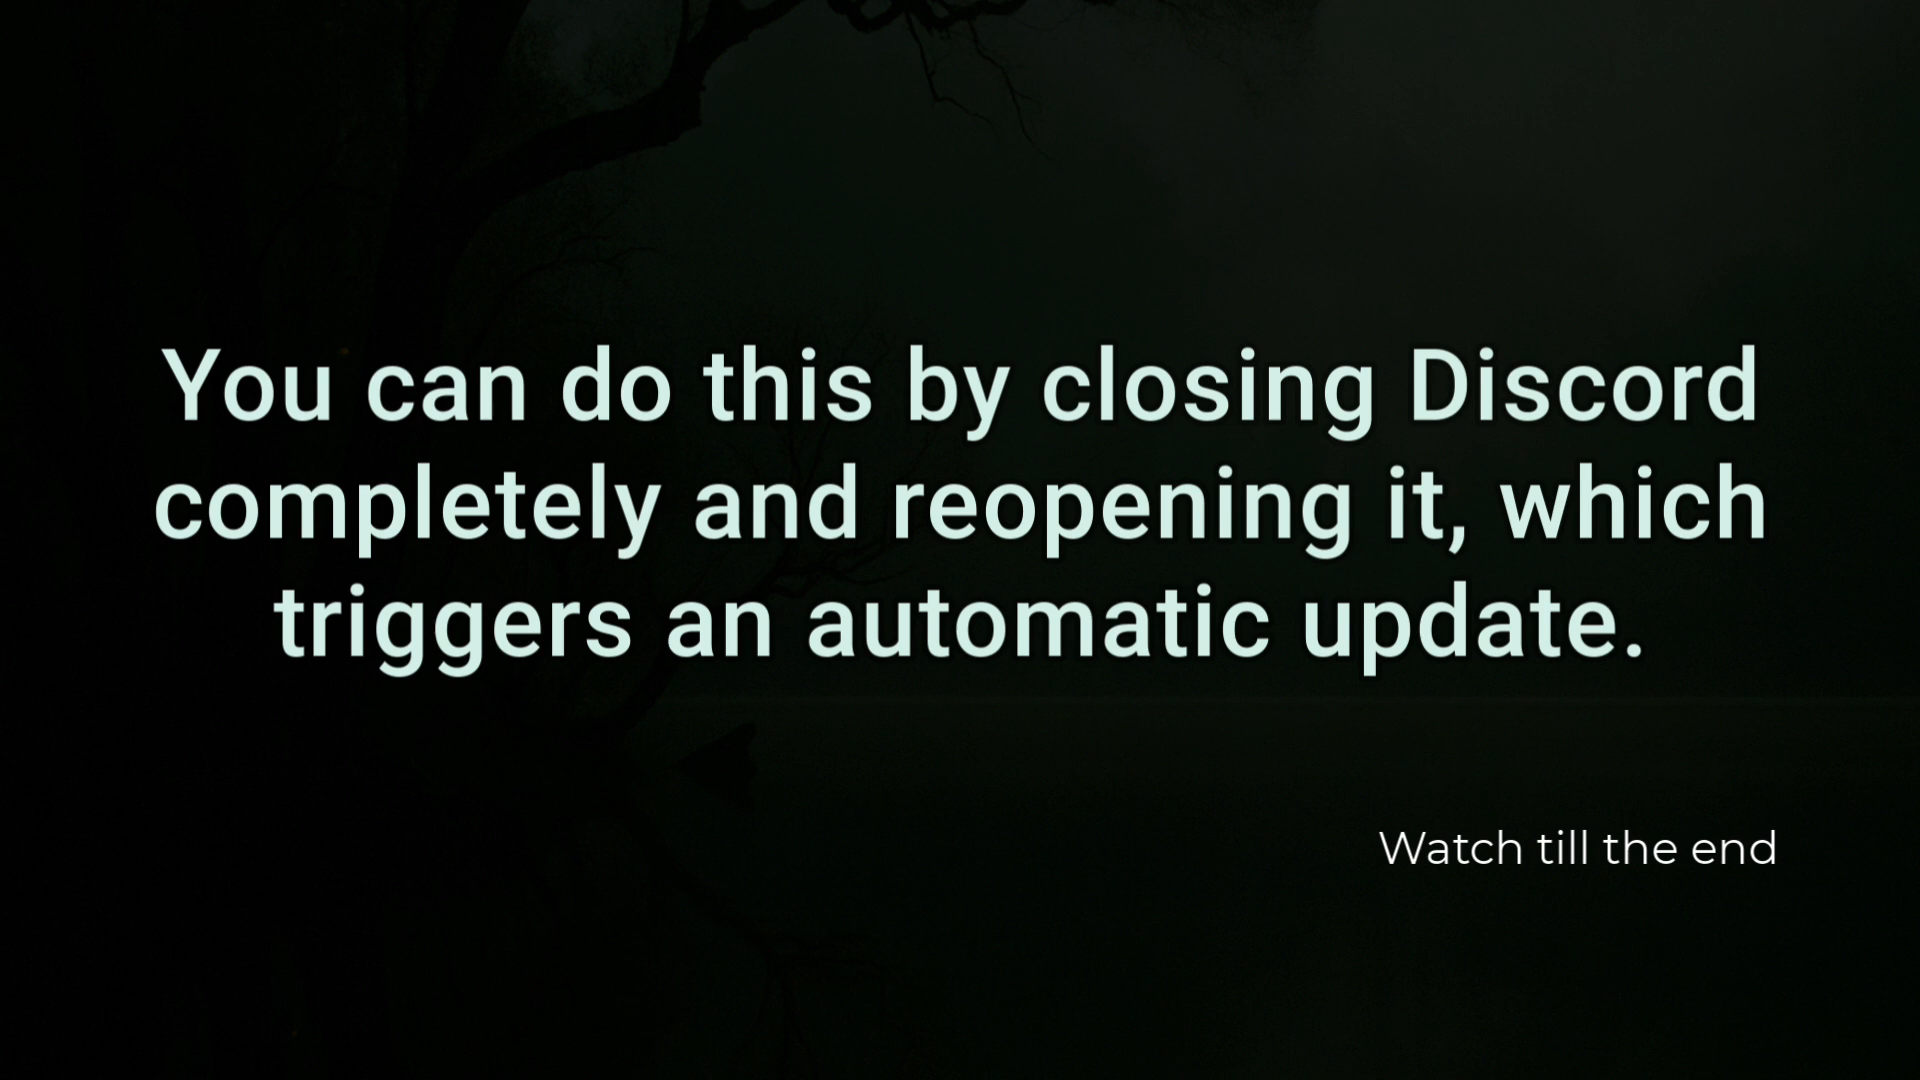 You can do this by closing Discord
completely and reopening it, which
triggers an automatic update.
Watch till the end